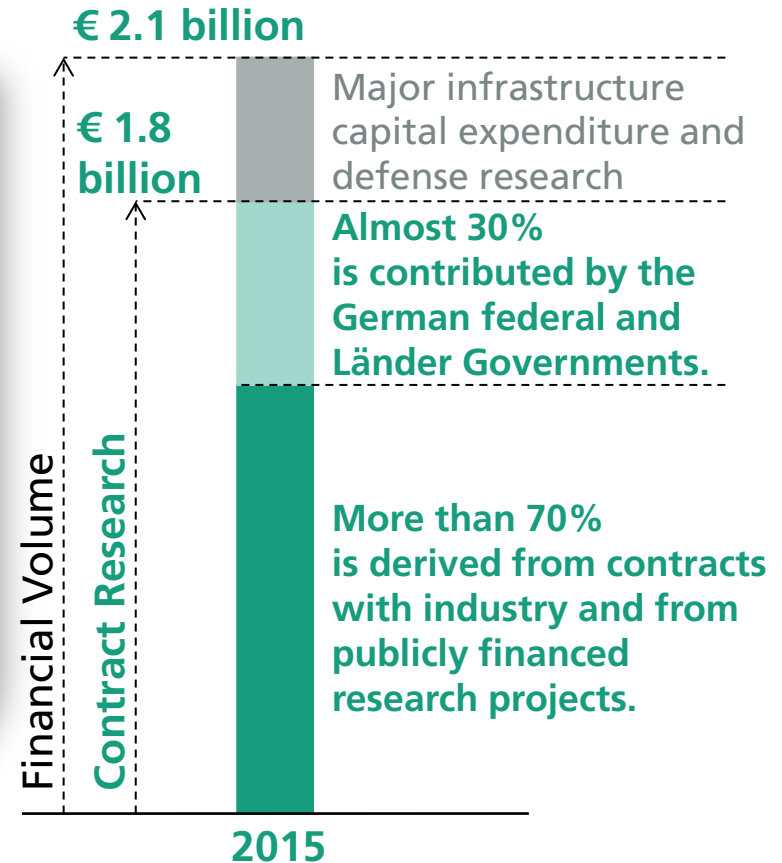 € 2.1 billion
€ 1.8
billion
Major infrastructure
capital expenditure and
defense research
Almost 30%
is contributed by the
German federal and
Länder Governments.
More than 70%
is derived from contracts
with industry and from
publicly financed
research projects.
Financial Volume
Contract Research
2015